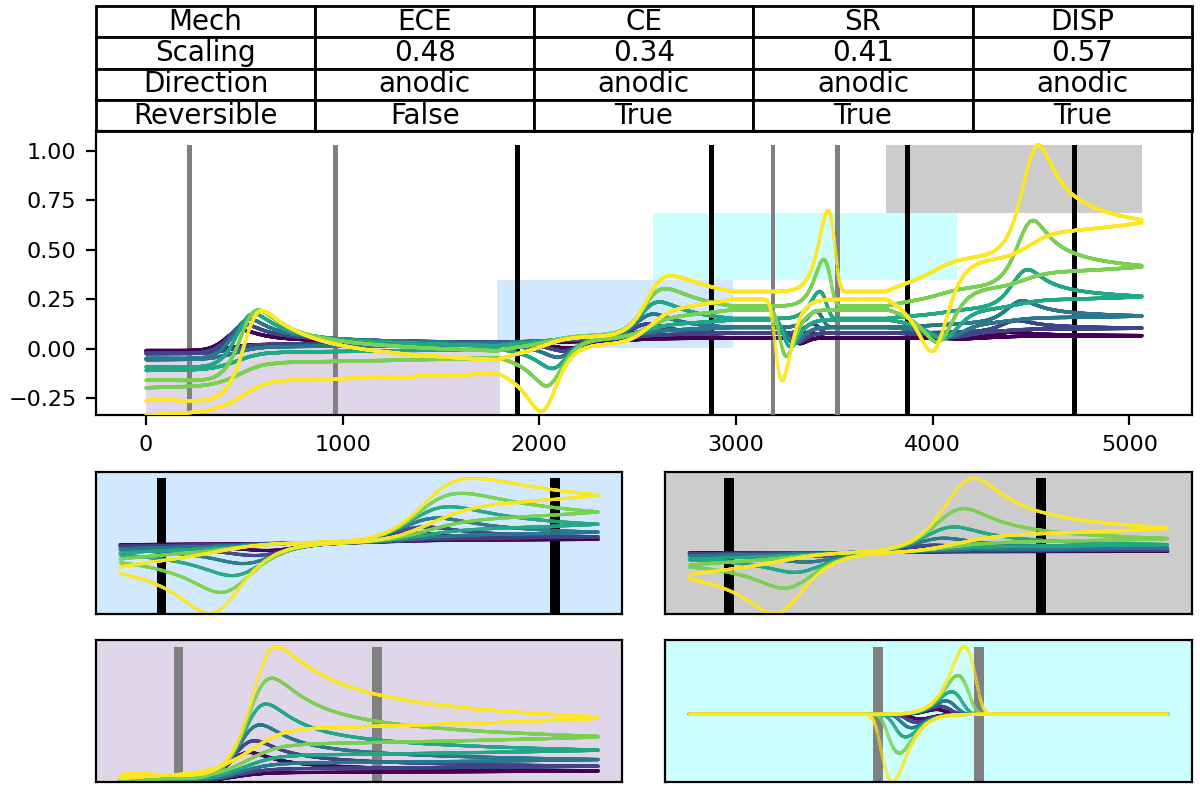 Mech ECE CE SR DISP
Scaling 0.48 0.34 0.41 0.57
Direction anodic anodic anodic anodic
Reversible False True True True
1.00
0.75
0.50
0.25
0.00
−0.25
0 1000 2000 3000 4000 5000